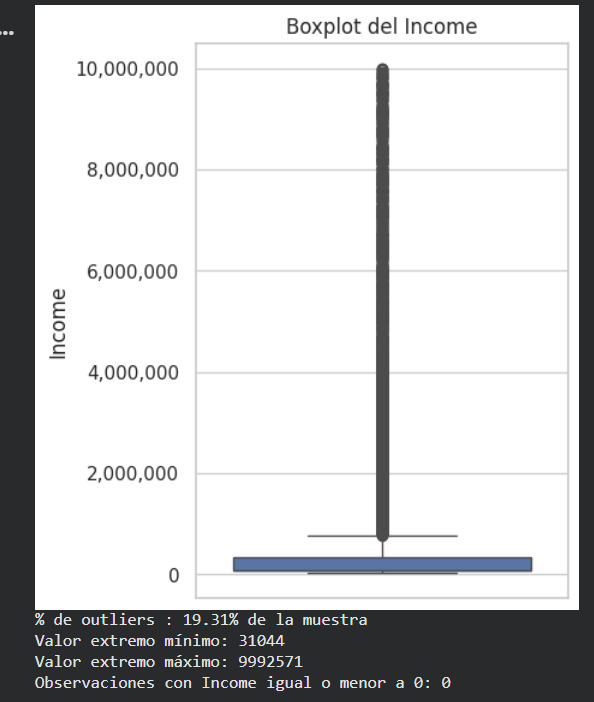 ...
Boxplot del Income
10,000,000
8,000,000
6,000,000
4,000,000
2,000,000
0
Income
% de outliers : 19.31% de la muestra
Valor extremo mínimo: 31044
Valor extremo máximo: 9992571
Observaciones con Income igual o menor a 0: 0